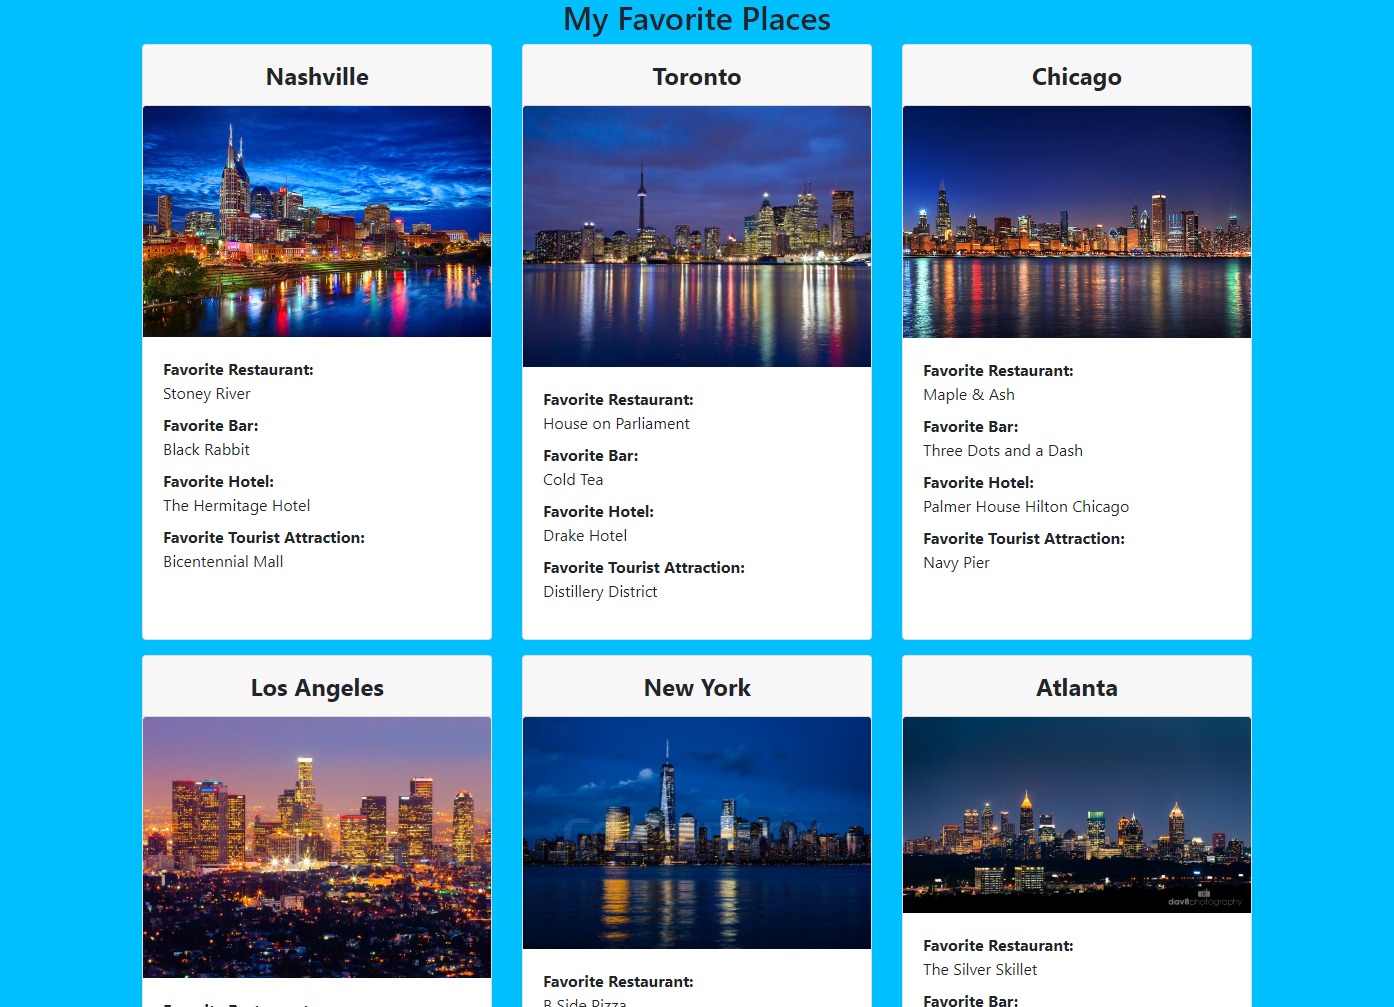 My Favorite Places
Nashville
Favorite Restaurant:
Stoney River
Favorite Bar:
Black Rabbit
Favorite Hotel:
The Hermitage Hotel
Favorite Tourist Attraction:
Bicentennial Mall
Toronto
Favorite Restaurant:
House on Parliament
Favorite Bar:
Cold Tea
Favorite Hotel:
Drake Hotel
Favorite Tourist Attraction:
Distillery District
Chicago
Favorite Restaurant:
Maple & Ash
Favorite Bar:
Three Dots and a Dash
Favorite Hotel:
Palmer House Hilton Chicago
Favorite Tourist Attraction:
Navy Pier
Los Angeles
New York
Favorite Restaurant:
B Side Pizza
Atlanta
dav8photography
Favorite Restaurant:
The Silver Skillet
Favorite Bar: